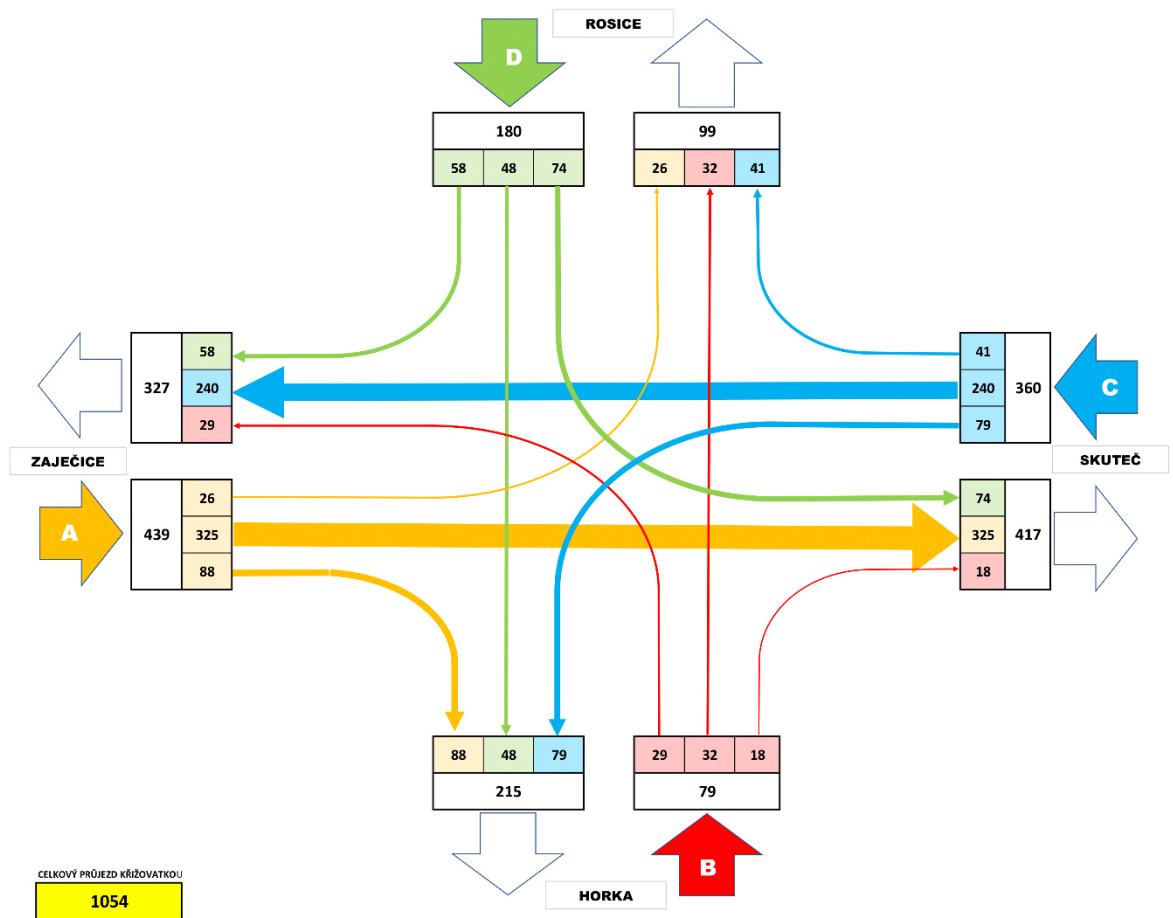 ROSICE
D
180
99
58 48 74
26 32 41
327
58
240
29
41
240
79
360
C
ZAJEČICE
SKUTEČ
A
439
26
325
88
74
325
18
417
88 48 79
29 32 18
215
79
B
HORKA
CELKOVÝ PRŮJEZD KŘIŽOVATKOU
1054